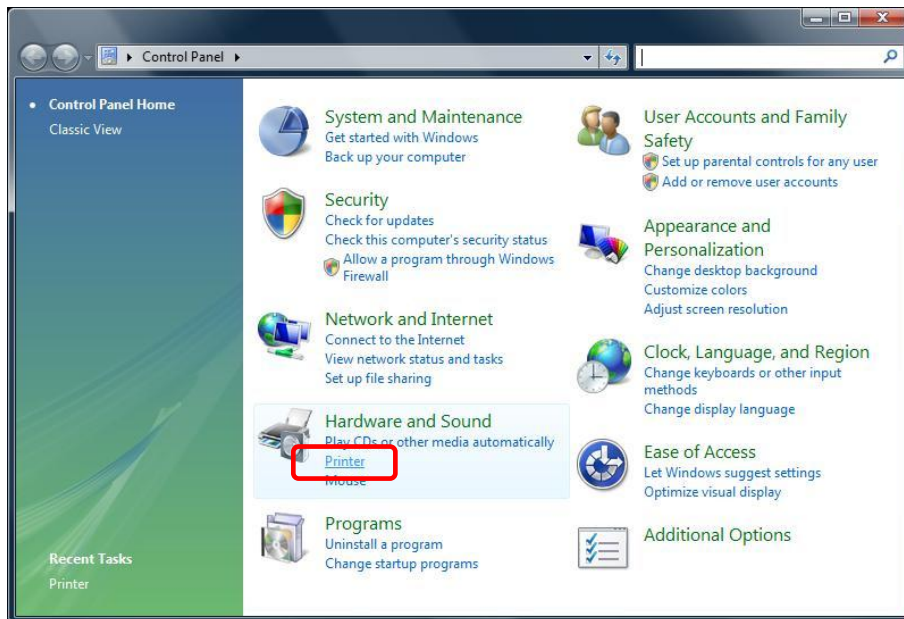 Control Panel
Control Panel Home
Classic View
System and Maintenance
Get started with Windows
Back up your computer
Security
Check for updates
Check this computer's security status
Allow a program through Windows
Firewall
Network and Internet
Connect to the Internet
View network status and tasks
Set up file sharing
Hardware and Sound
Play CDs or other media automatically
Printer
Mouse
Programs
Uninstall a program
Change startup programs
User Accounts and Family
Safety
Set up parental controls for any user
Add or remove user accounts
Appearance and
Personalization
Change desktop background
Customize colors
Adjust screen resolution
Clock, Language, and Region
Change keyboards or other input
methods
Change display language
Ease of Access
Let Windows suggest settings
Optimize visual display
Additional Options
Recent Tasks
Printer